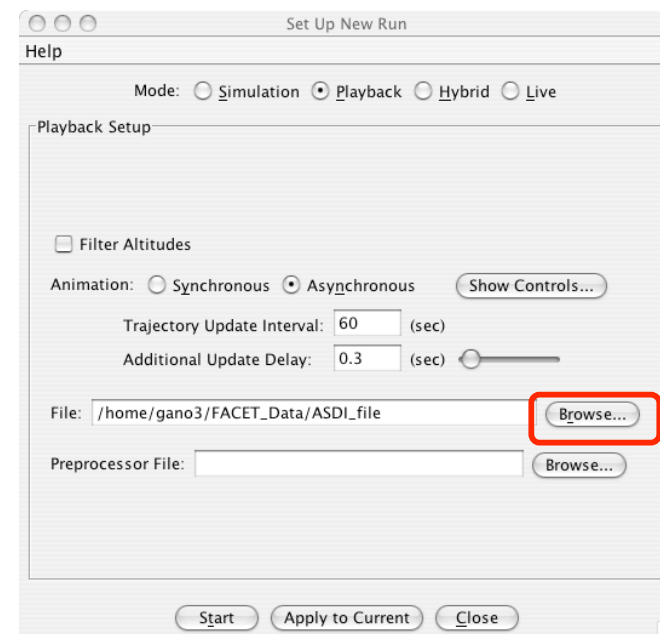 Set Up New Run
Help
Mode: Simulation Playback Hybrid Live
Playback Setup
Filter Altitudes
Animation: Synchronous Asynchronous Show Controls...
Trajectory Update Interval: 60 (sec)
Additional Update Delay: 0.3 (sec)
File: /home/gano3/FACET_Data/ASDI_file Browse...
Preprocessor File: Browse...
Start Apply to Current Close